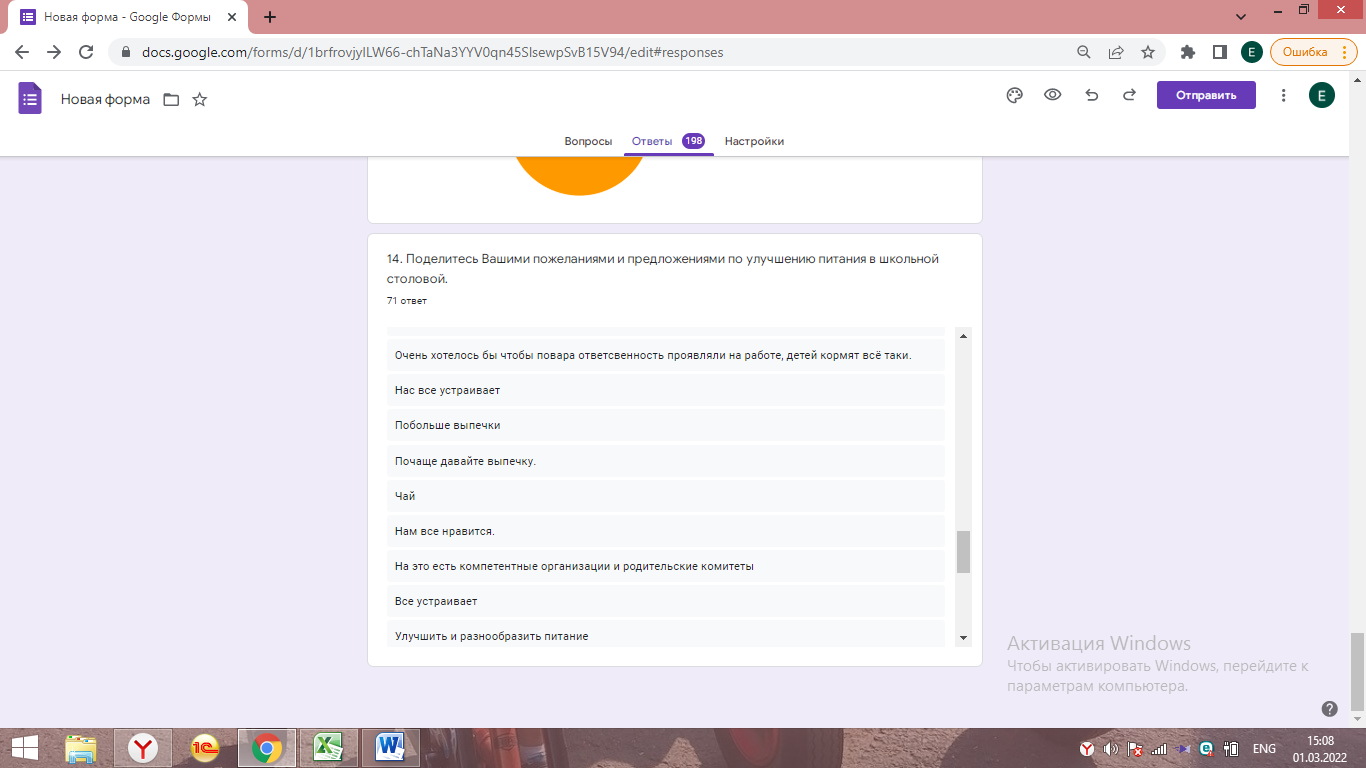 Новая форма - Google Формы
docs.google.com/forms/d/1brfrovjylLW66-chTaNa3YYV0qn45SlsewpSvB15V94/edit#responses
E
Ошибка
Новая форма
Отправить
E
Вопросы
Ответы 198
Настройки
14. Поделитесь Вашими пожеланиями и предложениями по улучшению питания в школьной
столовой.
71 ответ
Очень хотелось бы чтобы повара ответсвенность проявляли на работе, детей кормят всё таки.
Нас все устраивает
Побольше выпечки
Почаще давайте выпечку.
Чай
Нам все нравится.
На это есть компетентные организации и родительские комитеты
Все устраивает
Улучшить и разнообразить питание
Активация Windows
Чтобы активировать Windows, перейдите к
параметрам компьютера.
ENG
15:08
01.03.2022